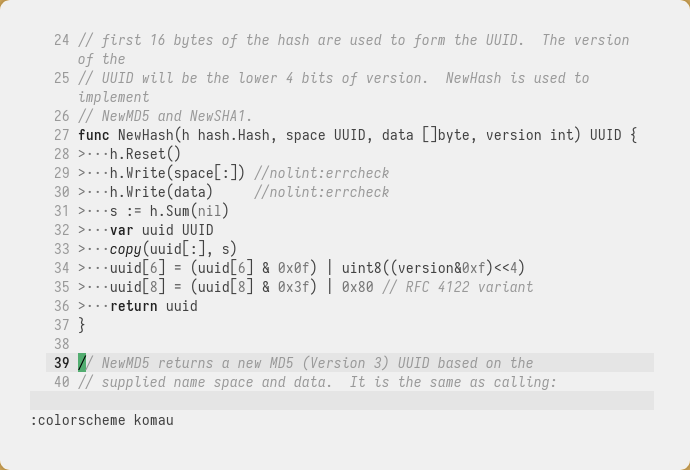 24 // first 16 bytes of the hash are used to form the UUID.  The version
of the
25 // UUID will be the lower 4 bits of version.  NewHash is used to
implement
26 // NewMD5 and NewSHA1.
27 func NewHash(h hash.Hash, space UUID, data []byte, version int) UUID {
28 >···h.Reset()
29 >···h.Write(space[:]) //nolint:errcheck
30 >···h.Write(data)     //nolint:errcheck
31 >···s := h.Sum(nil)
32 >···var uuid UUID
33 >···copy(uuid[:], s)
34 >···uuid[6] = (uuid[6] & 0x0f) | uint8((version&0xf)<<4)
35 >···uuid[8] = (uuid[8] & 0x3f) | 0x80 // RFC 4122 variant
36 >···return uuid
37 }
38
39 // NewMD5 returns a new MD5 (Version 3) UUID based on the
40 // supplied name space and data.  It is the same as calling:
:colorscheme komau